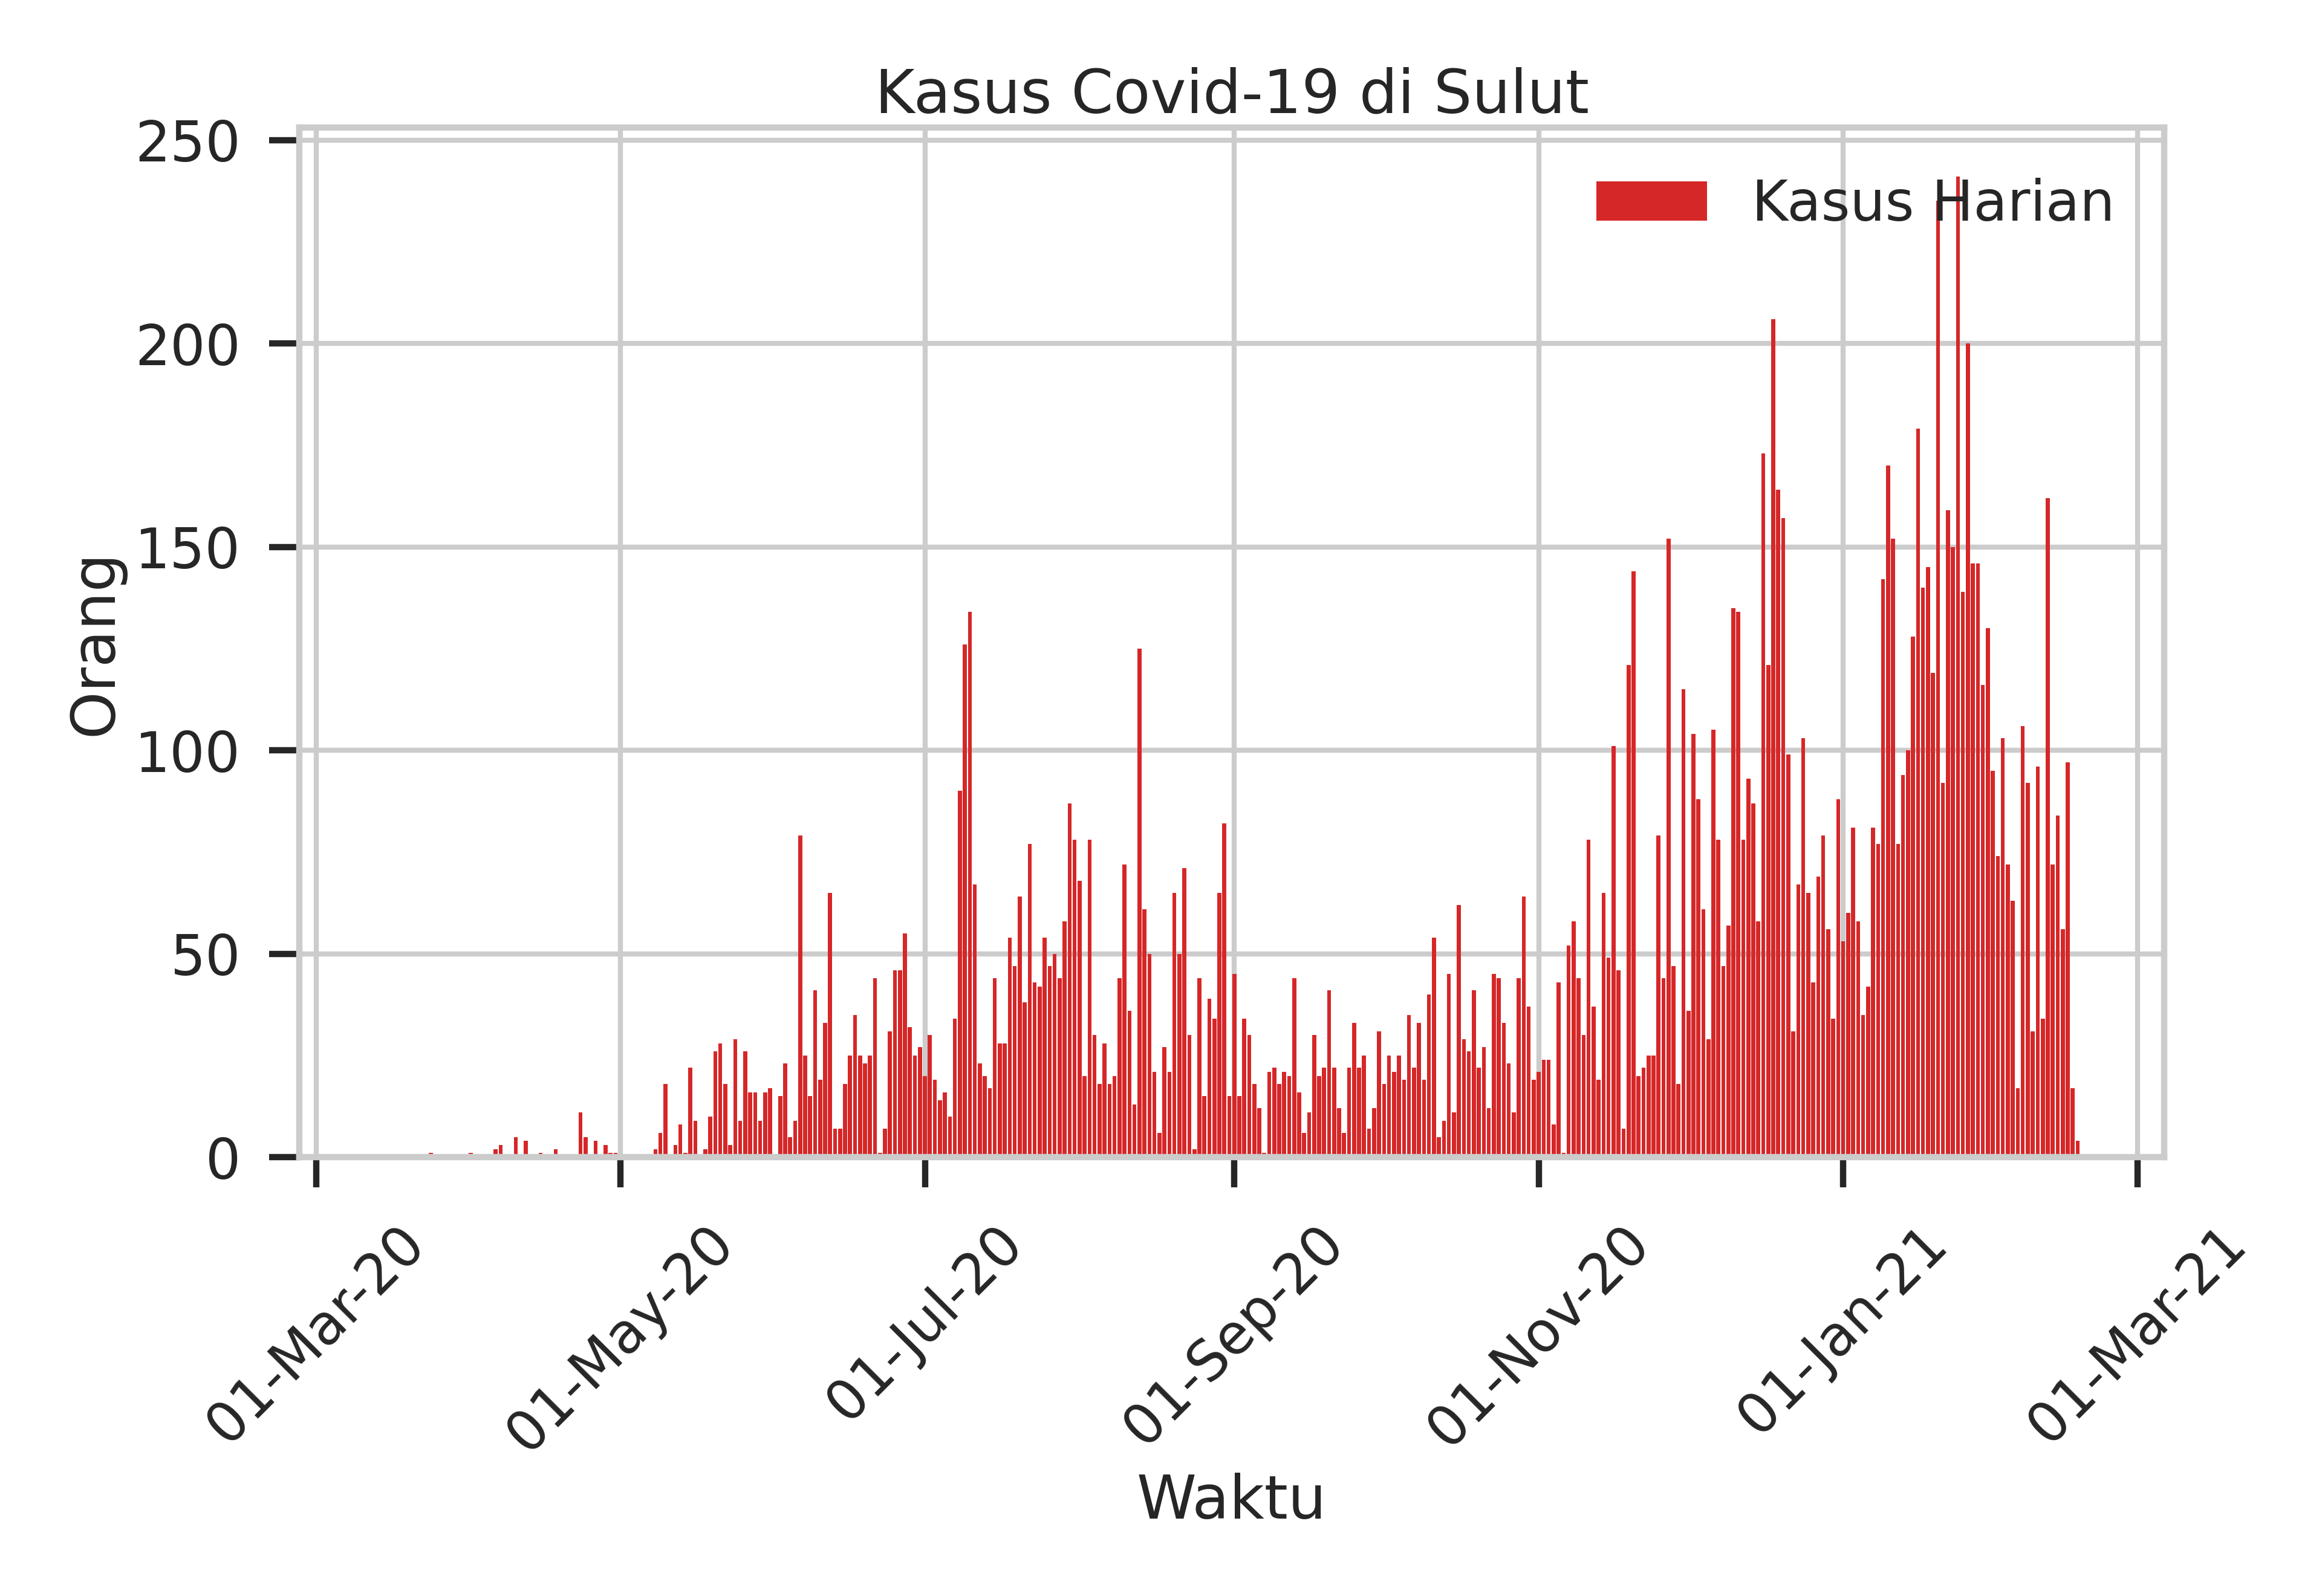 Kasus Covid-19 di Sulut
Kasus Harian
250
200
150
100
50
0
Orang
01-Mar-20
01-May-20
01-Jul-20
01-Sep-20
01-Nov-20
01-Jan-21
01-Mar-21
Waktu